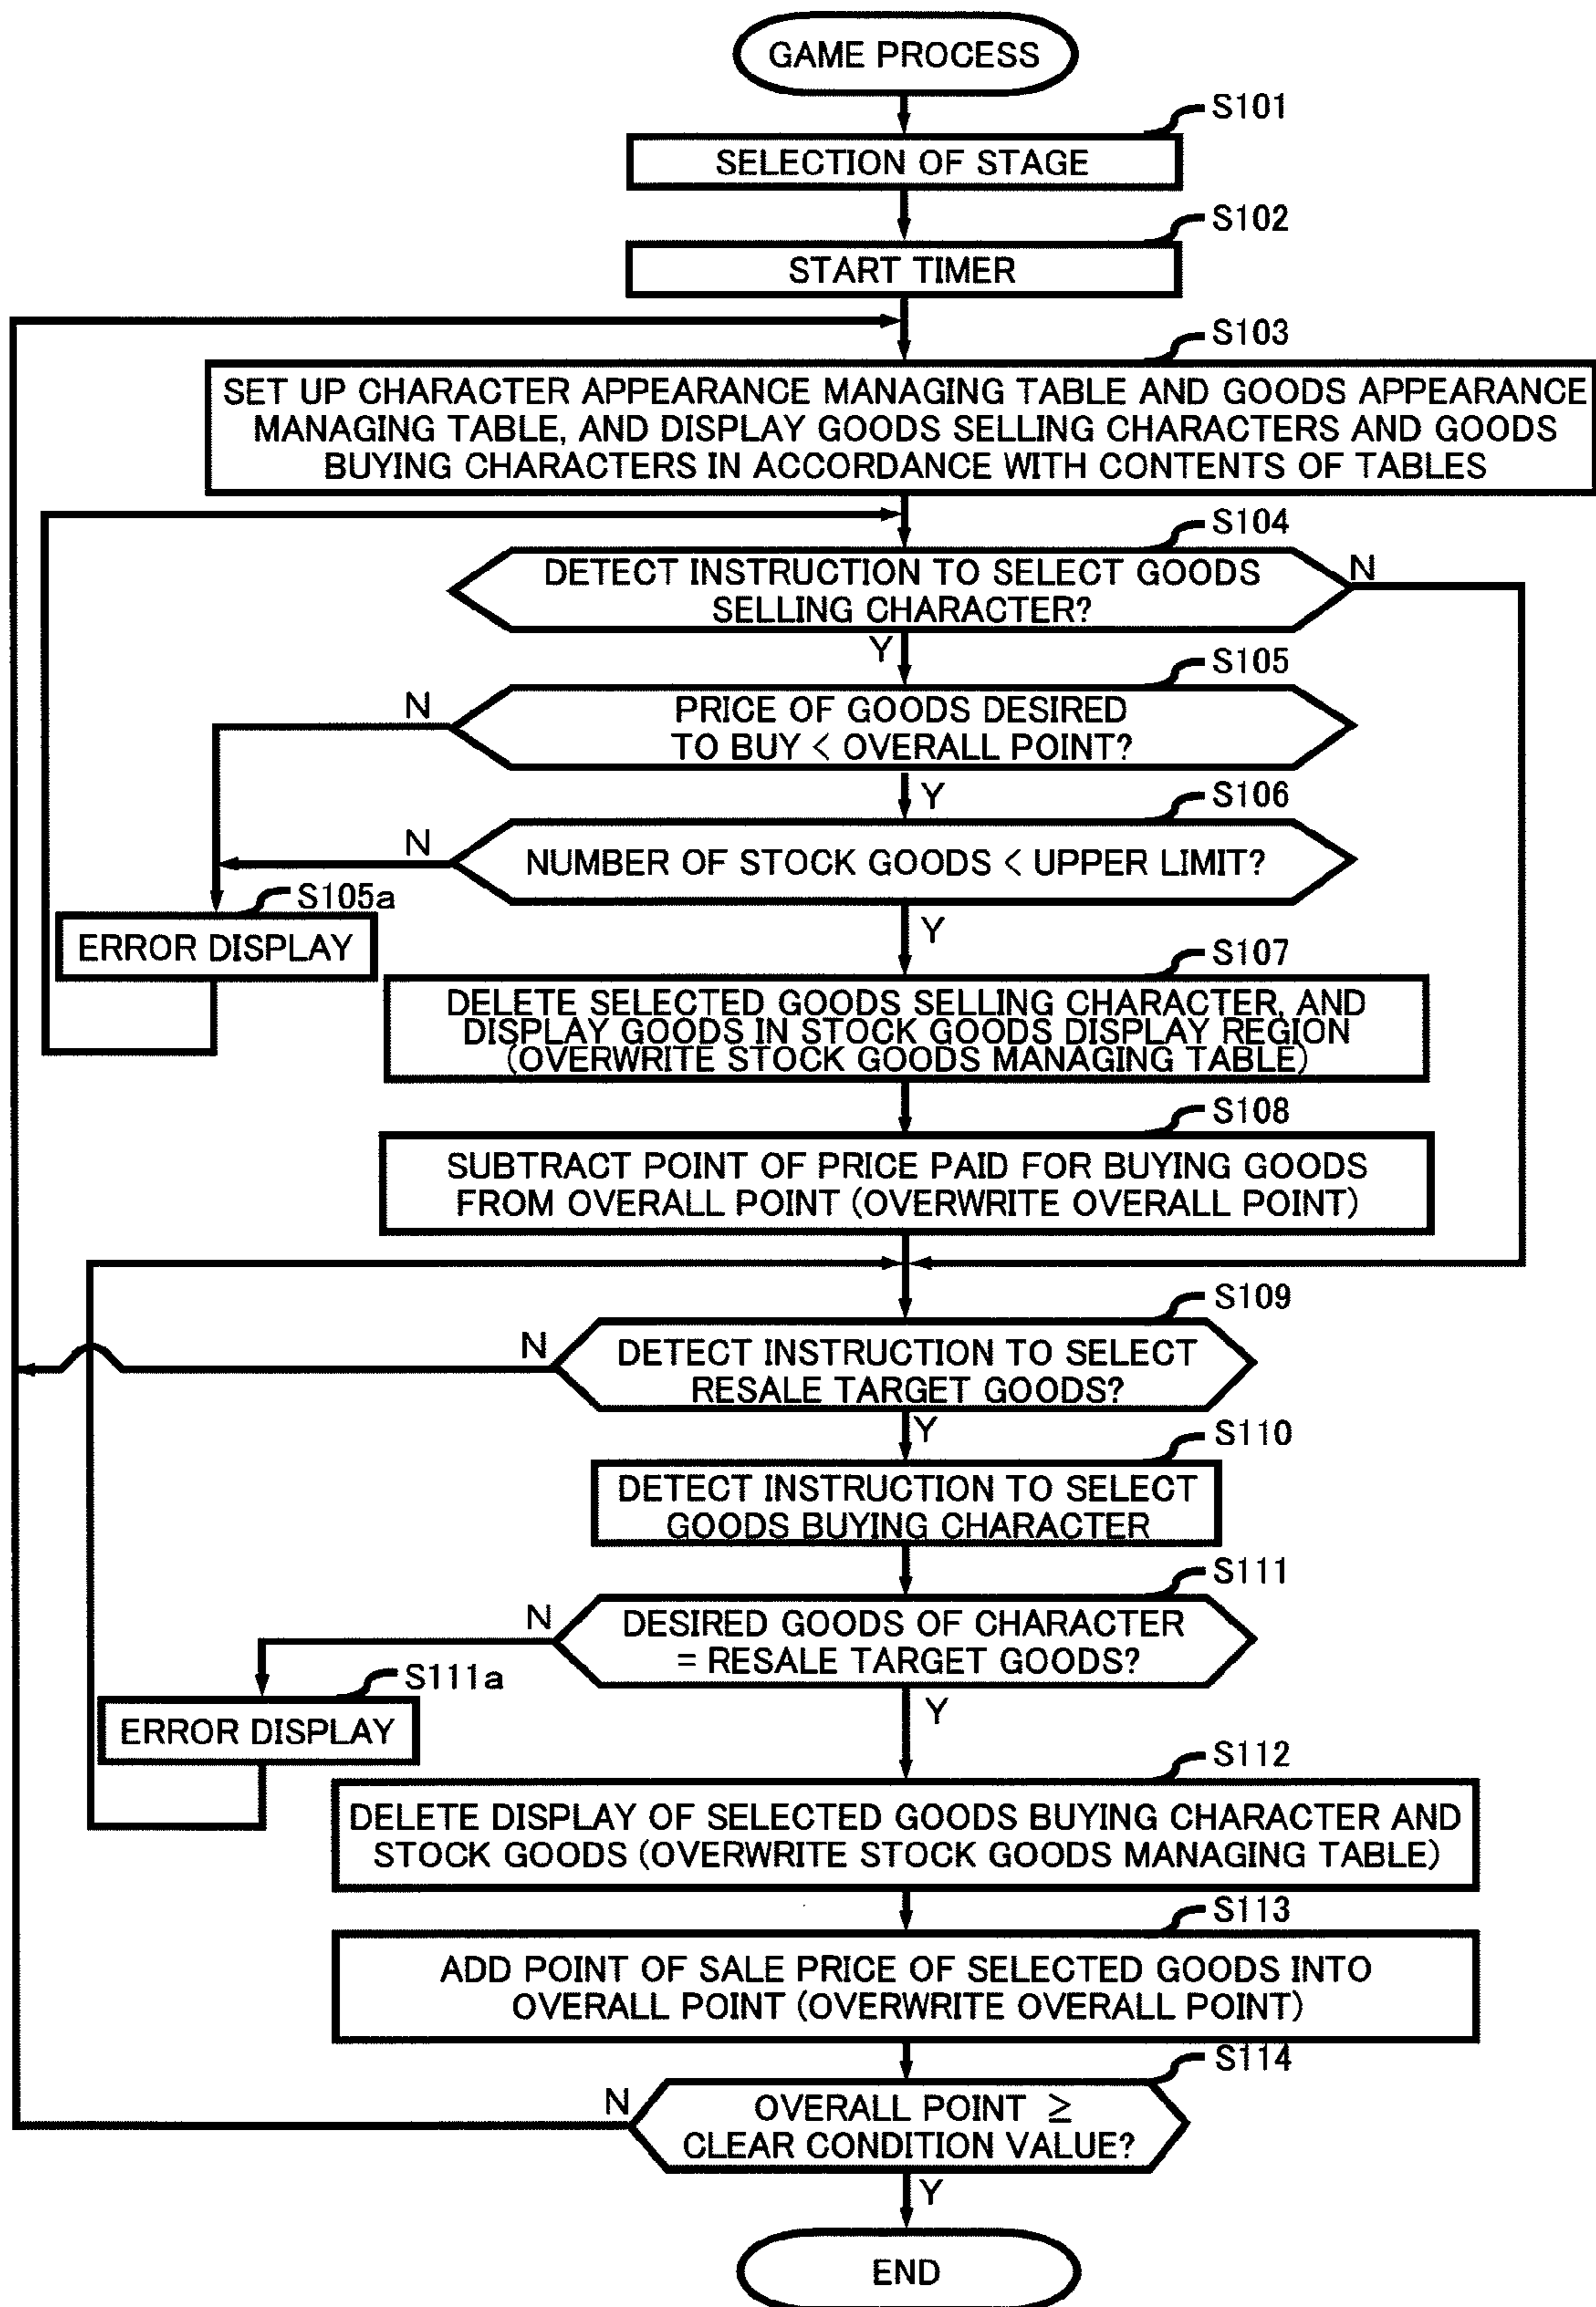 GAME PROCESS
S101
SELECTION OF STAGE
S102
START TIMER
S103
SET UP CHARACTER APPEARANCE MANAGING TABLE AND GOODS APPEARANCE
MANAGING TABLE, AND DISPLAY GOODS SELLING CHARACTERS AND GOODS
BUYING CHARACTERS IN ACCORDANCE WITH CONTENTS OF TABLES
S104
DETECT INSTRUCTION TO SELECT GOODS
SELLING CHARACTER?
N
Y
S105
PRICE OF GOODS DESIRED
TO BUY < OVERALL POINT?
N
Y
S106
NUMBER OF STOCK GOODS < UPPER LIMIT?
N
Y
S105a
ERROR DISPLAY
S107
DELETE SELECTED GOODS SELLING CHARACTER, AND
DISPLAY GOODS IN STOCK GOODS DISPLAY REGION
(OVERWRITE STOCK GOODS MANAGING TABLE)
S108
SUBTRACT POINT OF PRICE PAID FOR BUYING GOODS
FROM OVERALL POINT (OVERWRITE OVERALL POINT)
S109
DETECT INSTRUCTION TO SELECT
RESALE TARGET GOODS?
N
Y
S110
DETECT INSTRUCTION TO SELECT
GOODS BUYING CHARACTER
S111
DESIRED GOODS OF CHARACTER
= RESALE TARGET GOODS?
N
Y
S111a
ERROR DISPLAY
S112
DELETE DISPLAY OF SELECTED GOODS BUYING CHARACTER AND
STOCK GOODS (OVERWRITE STOCK GOODS MANAGING TABLE)
S113
ADD POINT OF SALE PRICE OF SELECTED GOODS INTO
OVERALL POINT (OVERWRITE OVERALL POINT)
S114
OVERALL POINT ≧
CLEAR CONDITION VALUE?
N
Y
END